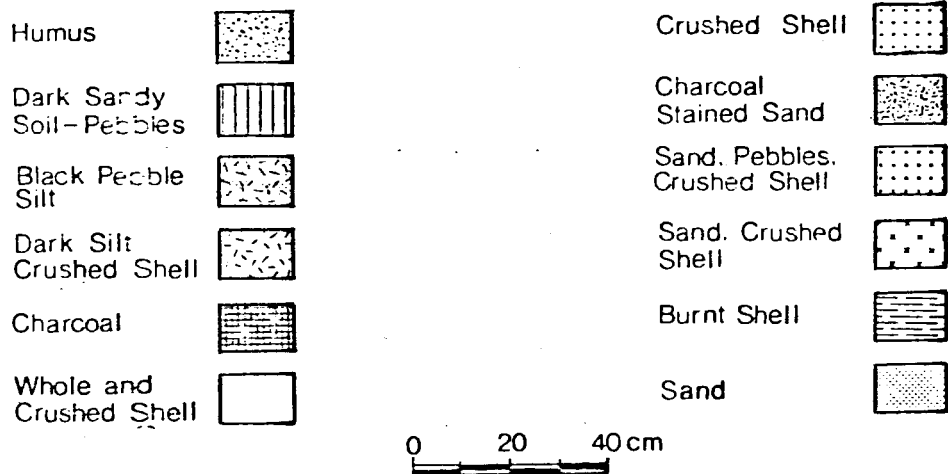 Humus
Dark Sandy
Soil-Pebbles
Black Pebble
Silt
Dark Silt
Crushed Shell
Charcoal
Whole and
Crushed Shell
Crushed Shell
Charcoal
Stained Sand
Sand. Pebbles.
Crushed Shell
Sand. Crushed
Shell
Burnt Shell
Sand
0 20 40 cm